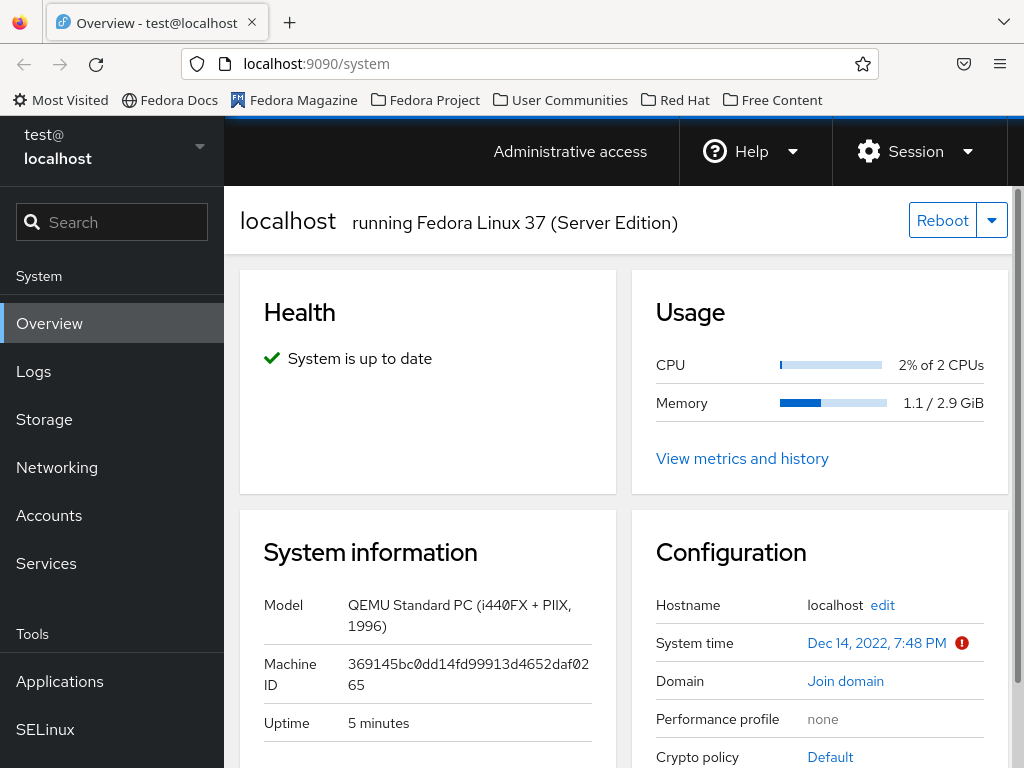 Overview - test@localhost
localhost:9090/system
Most Visited Fedora Docs Fedora Magazine Fedora Project User Communities Red Hat Free Content
test@
localhost
Administrative access Help Session
Search
localhost running Fedora Linux 37 (Server Edition) Reboot
System
Overview
Logs
Storage
Networking
Accounts
Services
Tools
Applications
SELinux
Health
System is up to date
Usage
CPU 2% of 2 CPUs
Memory 1.1 / 2.9 GiB
View metrics and history
System information
Model QEMU Standard PC (i440FX + PIIX,
1996)
Machine 369145bc0dd14fd99913d4652daf02
ID 65
Uptime 5 minutes
Configuration
Hostname localhost edit
System time Dec 14, 2022, 7:48 PM
Domain Join domain
Performance profile none
Crypto policy Default